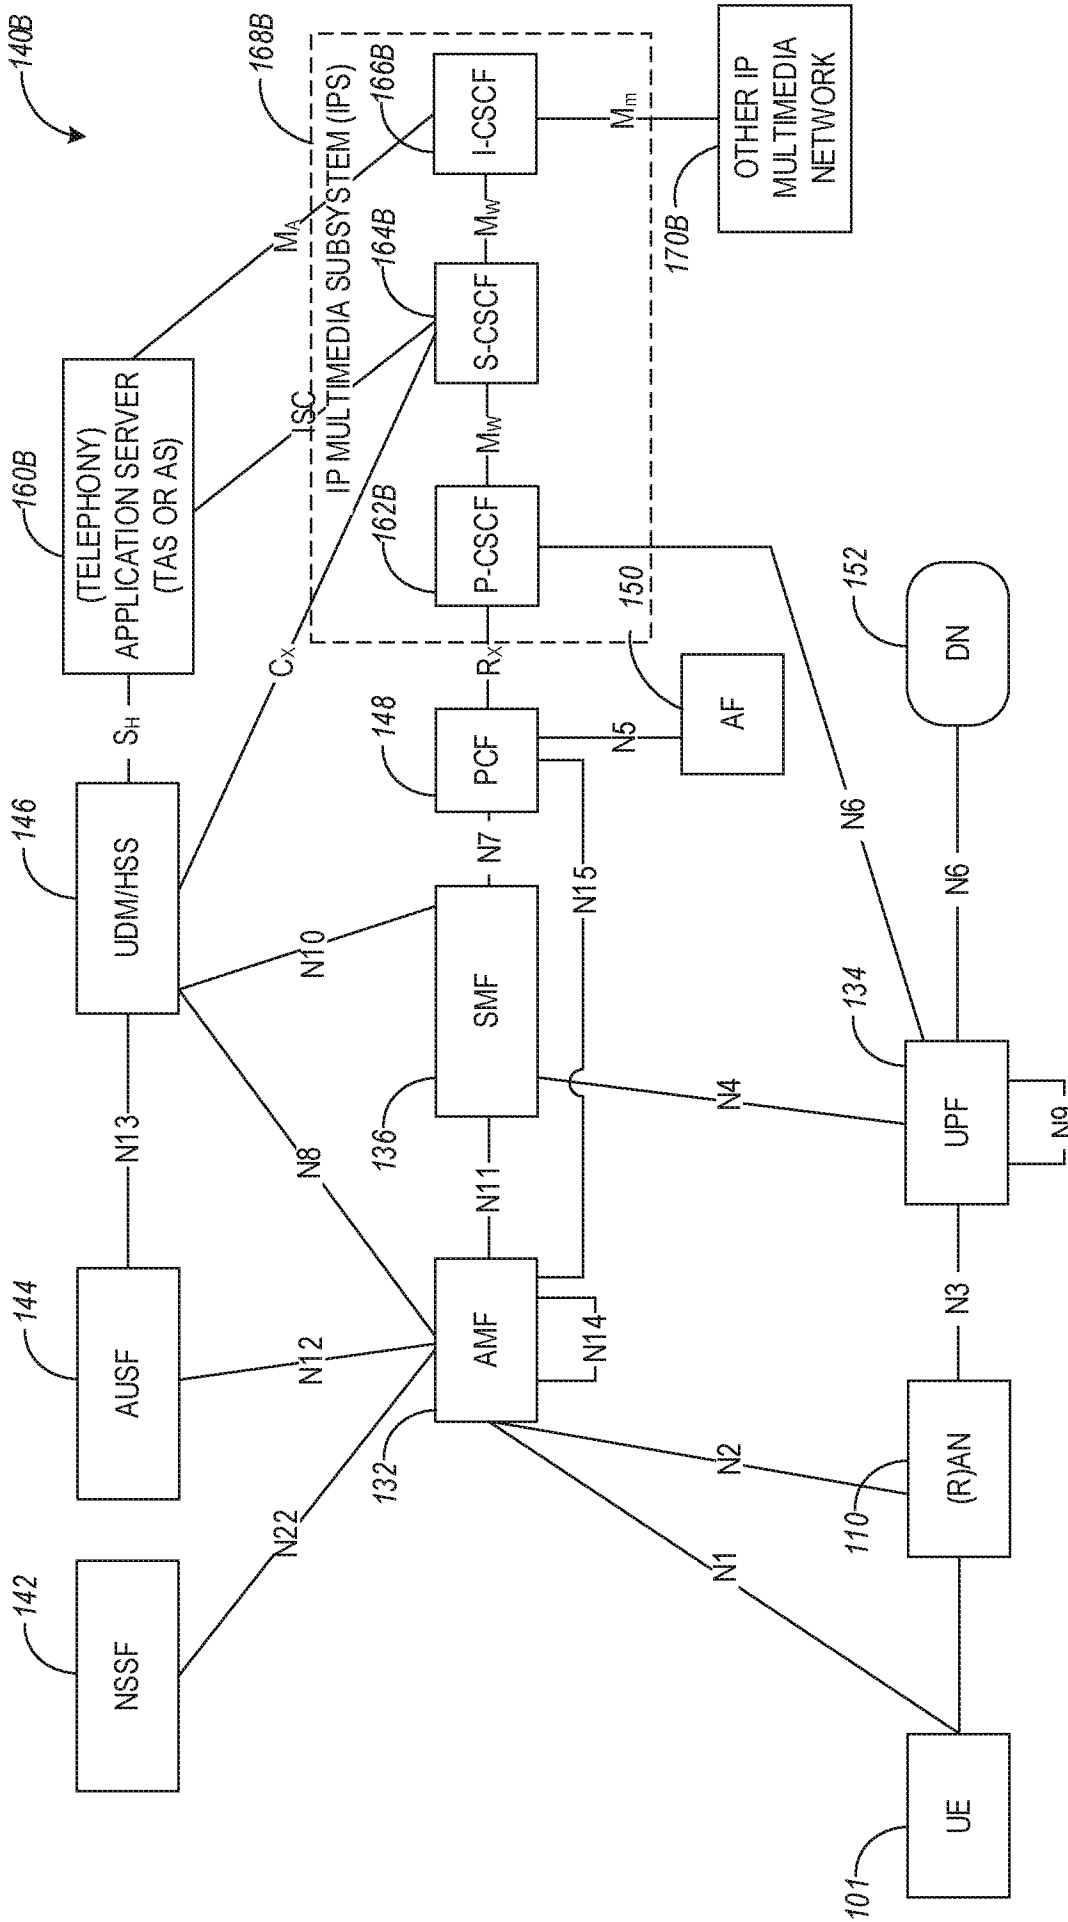 140B
142
NSSF
144
AUSF
N13
146
UDM/HSS
SH
160B
(TELEPHONY)
APPLICATION SERVER
(TAS OR AS)
MA
168B
N22
N12
N8
N10
CX
ISC
IP MULTIMEDIA SUBSYSTEM (IPS)
132
AMF
N14
N11
136
SMF
N7
148
PCF
RX
162B
P-CSCF
MW
164B
S-CSCF
MW
166B
I-CSCF
N15
N5
150
AF
Mm
170B
OTHER IP
MULTIMEDIA
NETWORK
N1
N2
N4
N6
101
UE
110
(R)AN
N3
134
UPF
N9
N6
152
DN